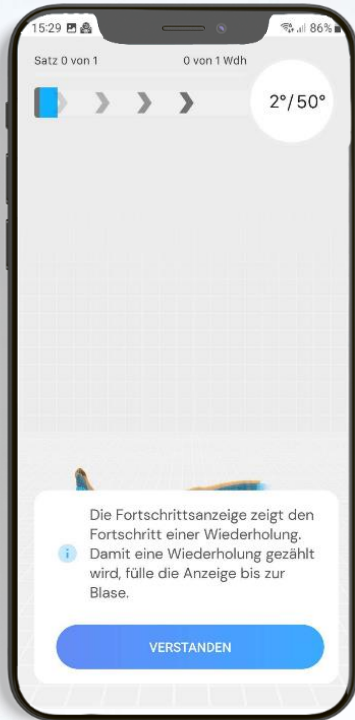 15:29 86%
Satz 0 von 1 0 von 1 Wdh
2°/50°
Die Fortschrittsanzeige zeigt den
Fortschritt einer Wiederholung.
Damit eine Wiederholung gezählt
wird, fülle die Anzeige bis zur
Blase.
VERSTANDEN